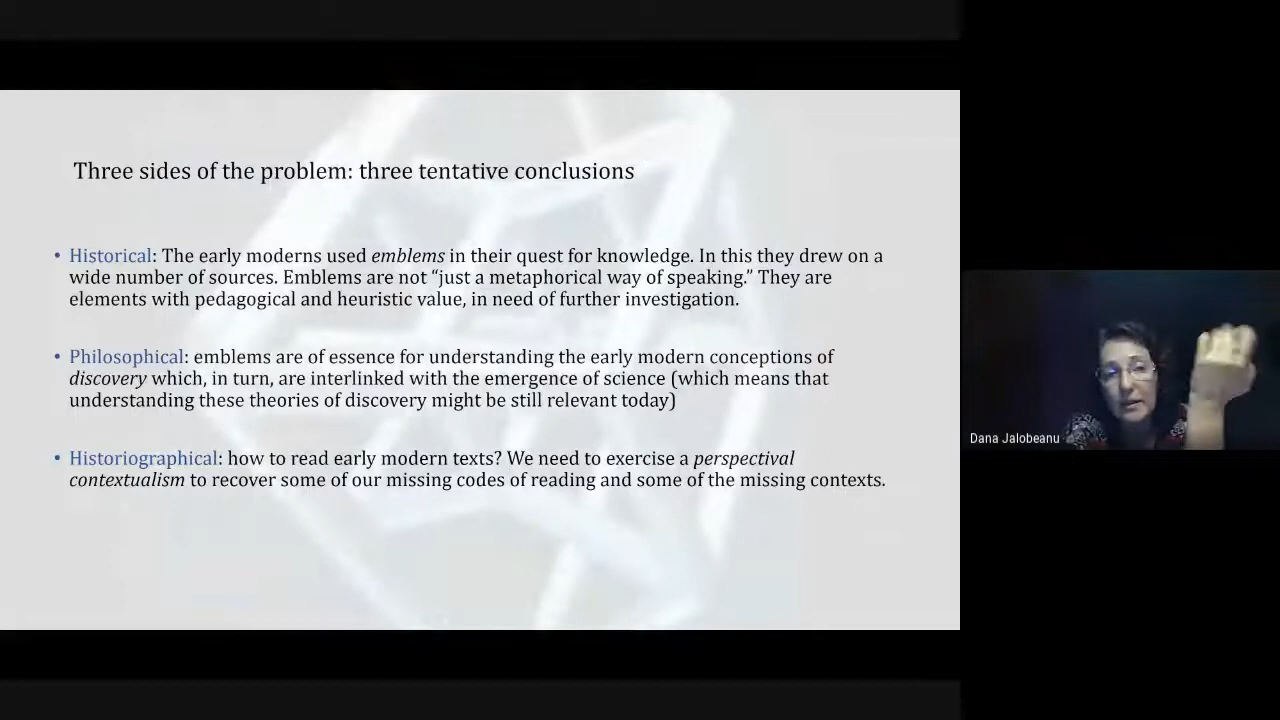 Three sides of the problem: three tentative conclusions
• Historical: The early moderns used emblems in their quest for knowledge. In this they drew on a
wide number of sources. Emblems are not “just a metaphorical way of speaking.” They are
elements with pedagogical and heuristic value, in need of further investigation.
• Philosophical: emblems are of essence for understanding the early modern conceptions of
discovery which, in turn, are interlinked with the emergence of science (which means that
understanding these theories of discovery might be still relevant today)
• Historiographical: how to read early modern texts? We need to exercise a perspectival
contextualism to recover some of our missing codes of reading and some of the missing contexts.
Dana Jalobeanu